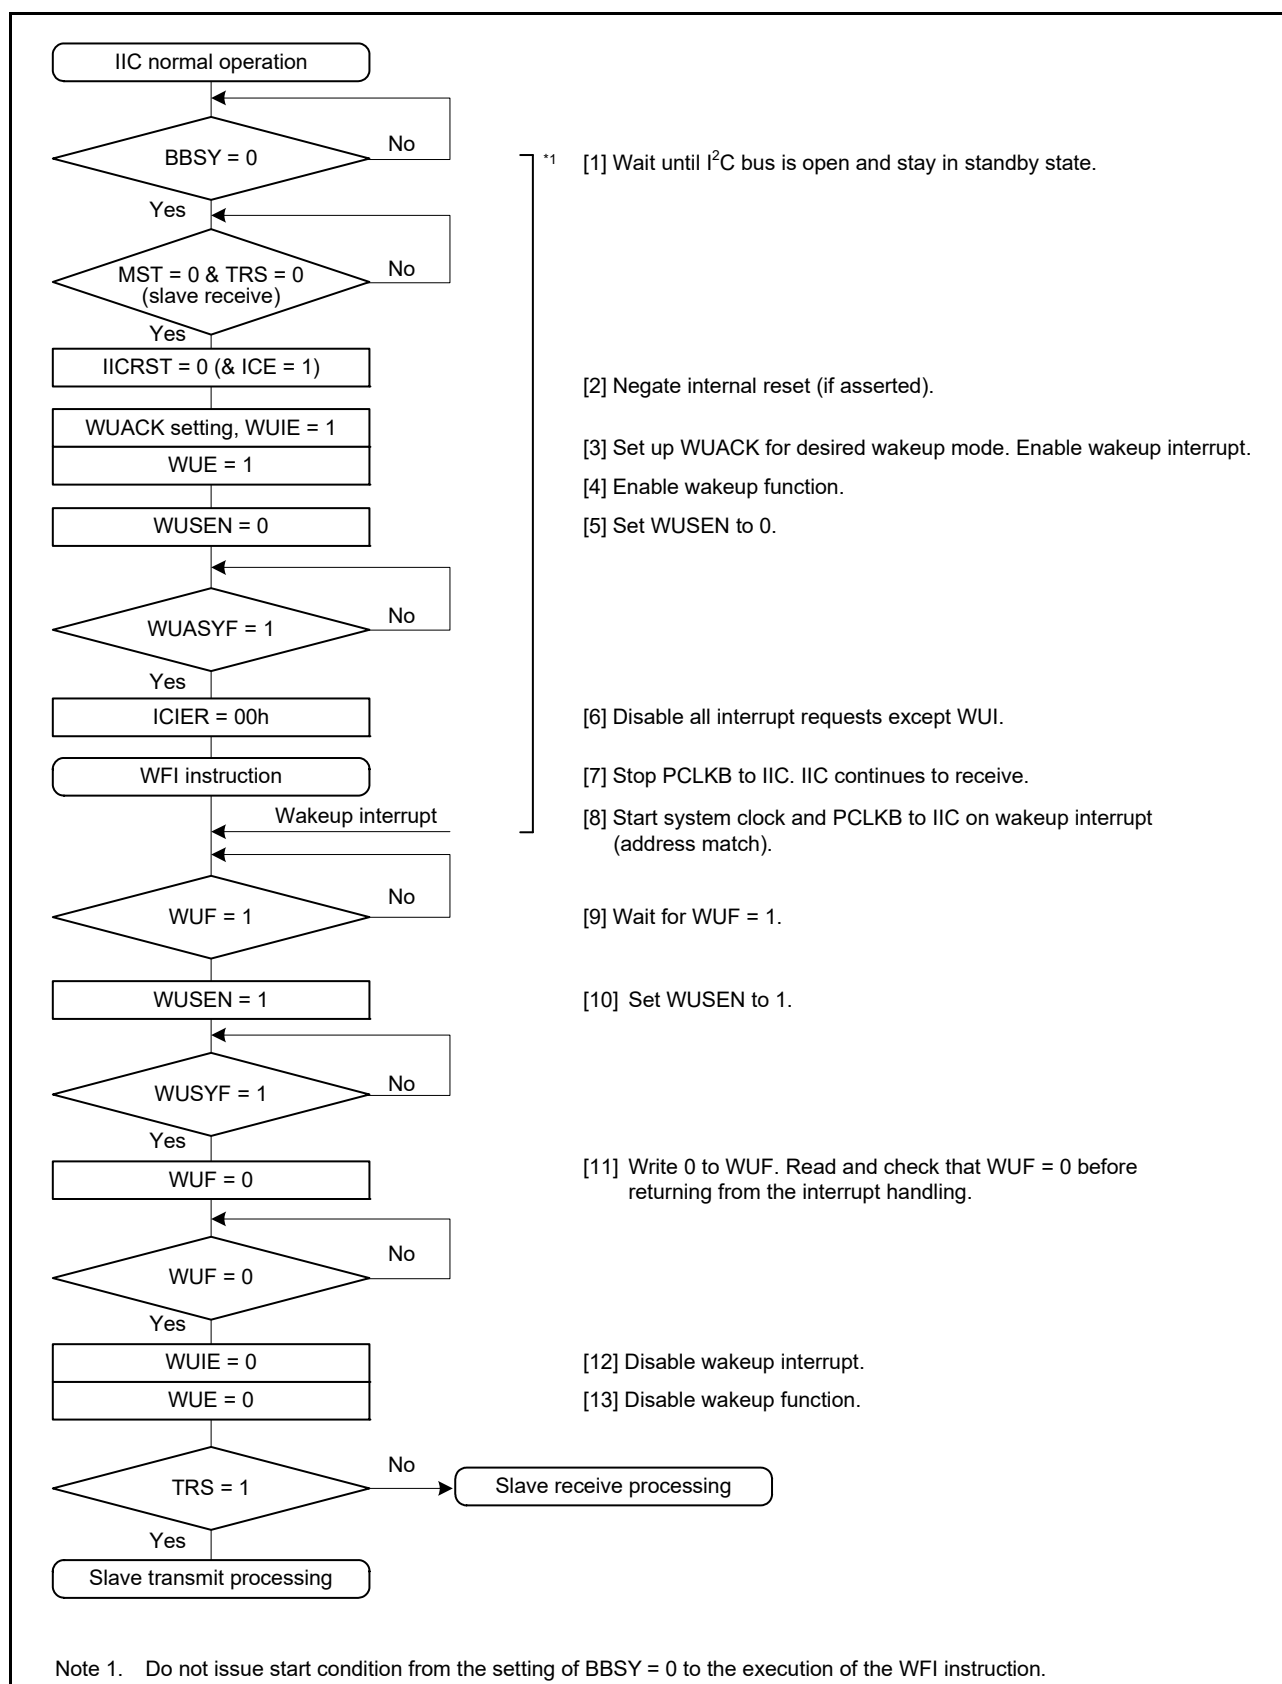 IIC normal operation
No
BBSY = 0
*1
[1] Wait until I²C bus is open and stay in standby state.
Yes
No
MST = 0 & TRS = 0
(slave receive)
Yes
IICRST = 0 (& ICE = 1)
[2] Negate internal reset (if asserted).
WUACK setting, WUIE = 1
[3] Set up WUACK for desired wakeup mode. Enable wakeup interrupt.
WUE = 1
[4] Enable wakeup function.
WUSEN = 0
[5] Set WUSEN to 0.
No
WUASYF = 1
Yes
ICIER = 00h
[6] Disable all interrupt requests except WUI.
WFI instruction
[7] Stop PCLKB to IIC. IIC continues to receive.
Wakeup interrupt
[8] Start system clock and PCLKB to IIC on wakeup interrupt
(address match).
No
WUF = 1
[9] Wait for WUF = 1.
WUSEN = 1
[10] Set WUSEN to 1.
No
WUSYF = 1
Yes
WUF = 0
[11] Write 0 to WUF. Read and check that WUF = 0 before
returning from the interrupt handling.
No
WUF = 0
Yes
WUIE = 0
[12] Disable wakeup interrupt.
WUE = 0
[13] Disable wakeup function.
No
TRS = 1
Slave receive processing
Yes
Slave transmit processing
Note 1. Do not issue start condition from the setting of BBSY = 0 to the execution of the WFI instruction.